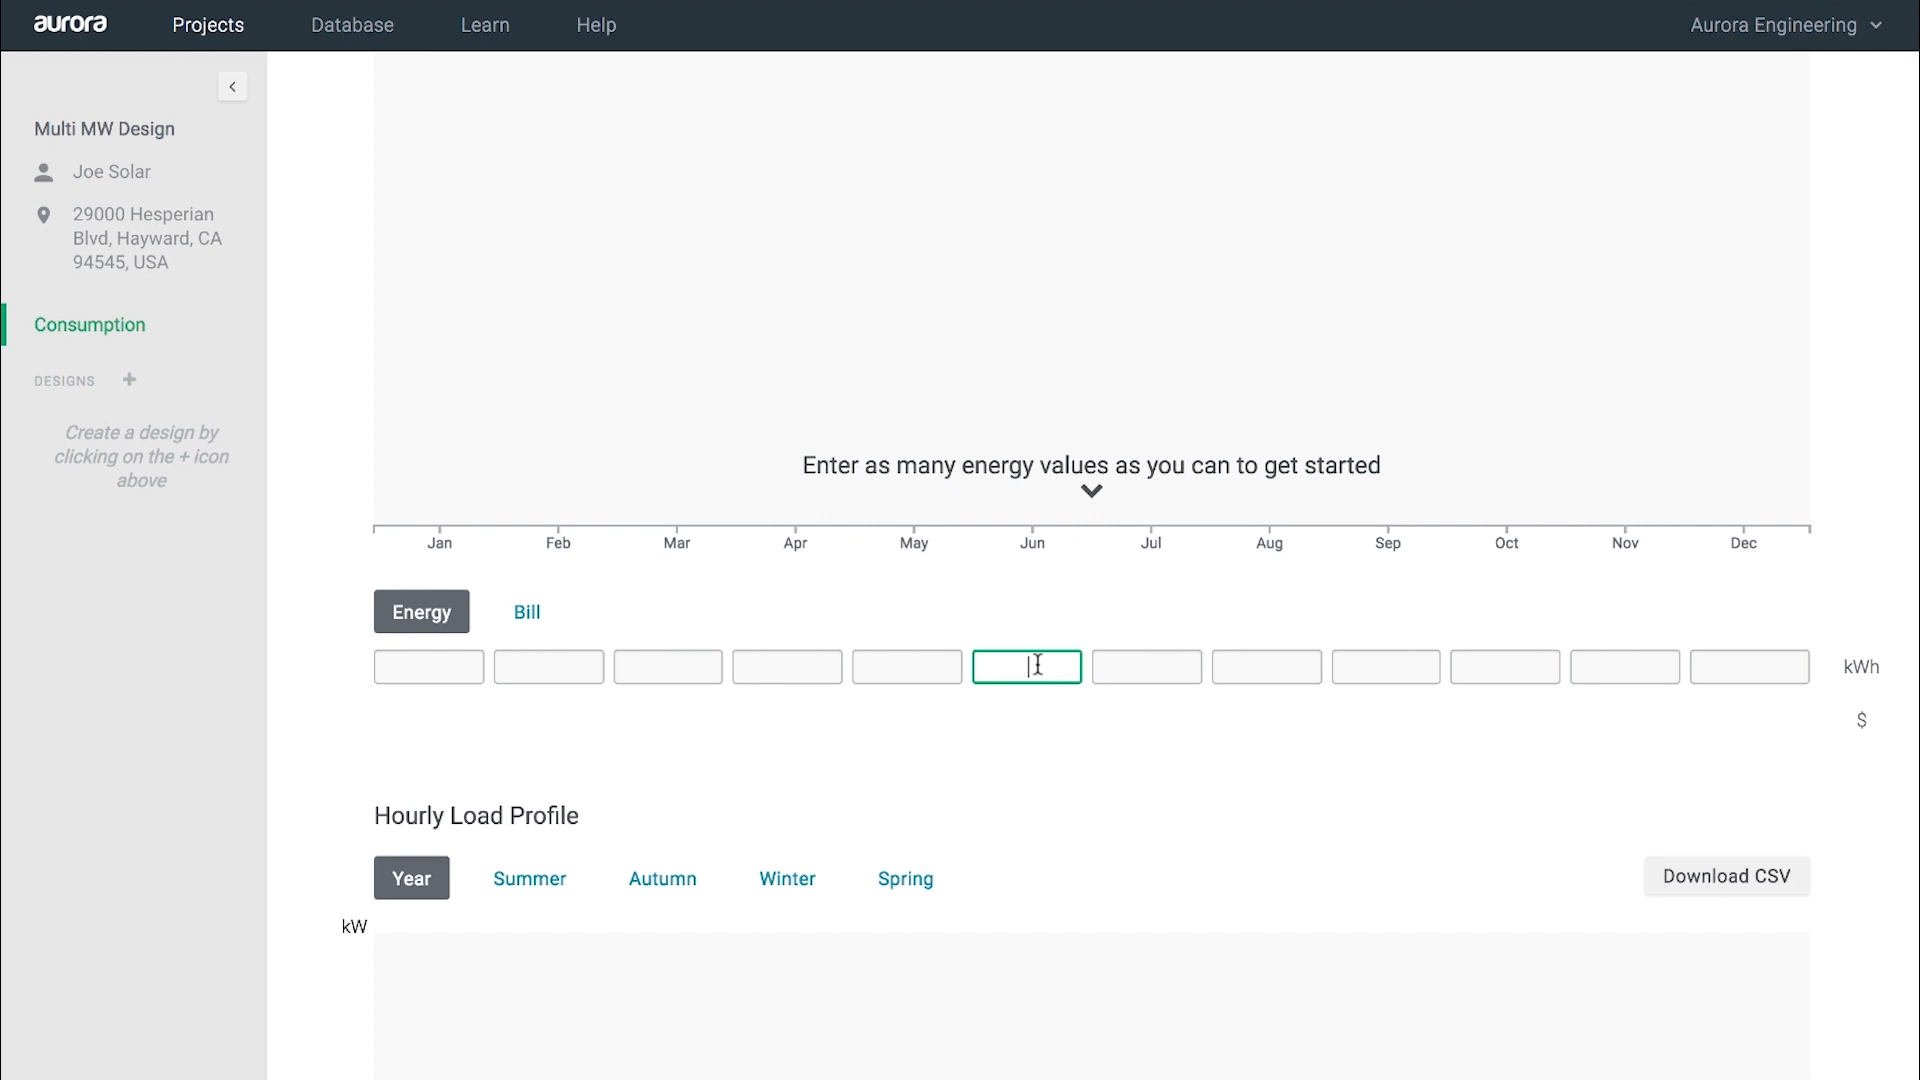 aurora
Projects
Database
Learn
Help
Aurora Engineering
Multi MW Design
Joe Solar
29000 Hesperian
Blvd, Hayward, CA
94545, USA
Consumption
DESIGNS +
Create a design by
clicking on the + icon
above
Enter as many energy values as you can to get started
Jan
Feb
Mar
Apr
May
Jun
Jul
Aug
Sep
Oct
Nov
Dec
Energy
Bill
kWh
$
Hourly Load Profile
Year
Summer
Autumn
Winter
Spring
Download CSV
kW